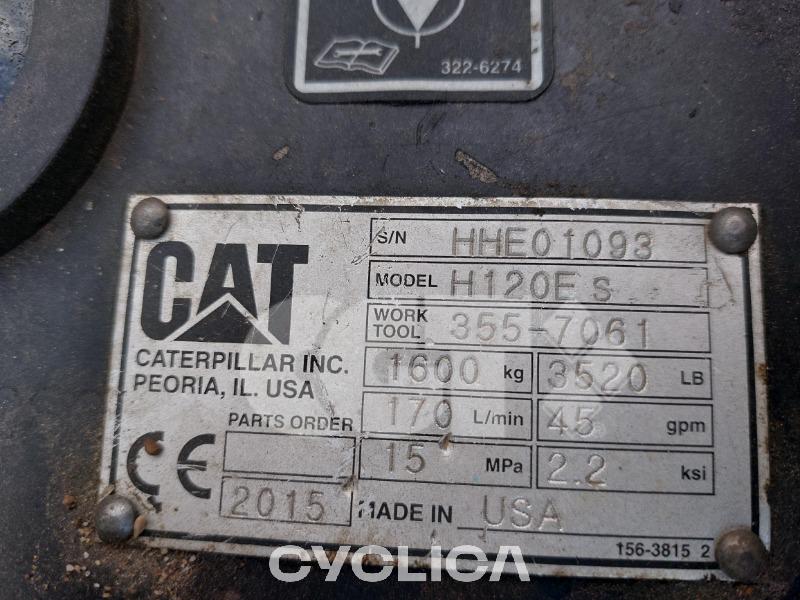 322-6274
CAT
CATERPILLAR INC.
PEORIA, IL. USA
S/N HHE01093
MODEL H120E S
WORK TOOL 355-7061
1600 kg 3520 LB
170 L/min 45 gpm
15 MPa 2.2 ksi
PARTS ORDER
CE
2015
MADE IN USA
156-3815 2
CYCLICA